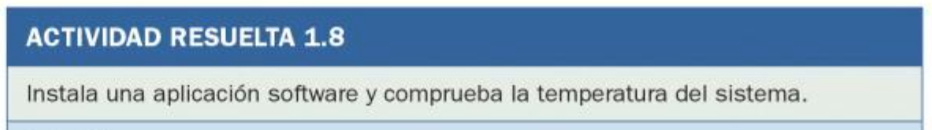 ACTIVIDAD RESUELTA 1.8
Instala una aplicación software y comprueba la temperatura del sistema.